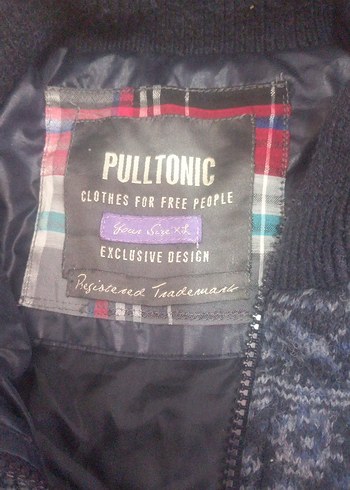 PULLTONIC
CLOTHES FOR FREE PEOPLE
Your Size XL
EXCLUSIVE DESIGN
Registered Trademark